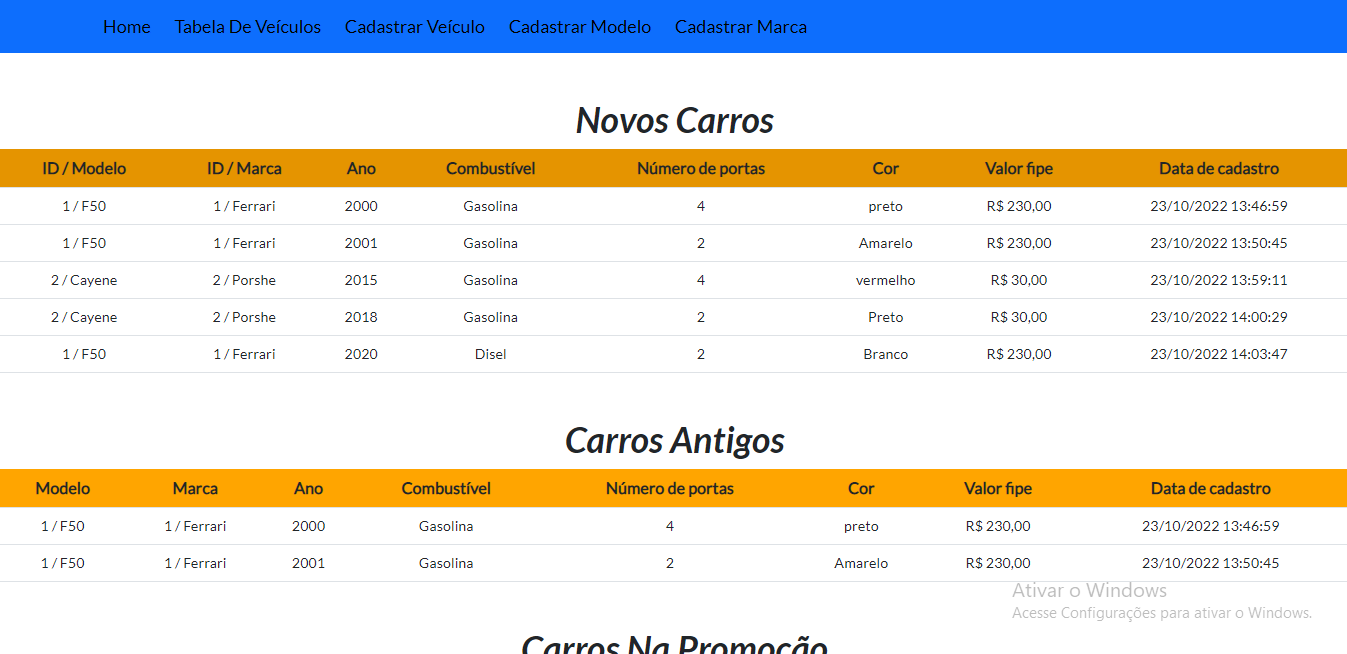 Home Tabela De Veículos Cadastrar Veículo Cadastrar Modelo Cadastrar Marca
Novos Carros
ID / Modelo ID / Marca Ano Combustível Número de portas Cor Valor fipe Data de cadastro
1 / F50 1 / Ferrari 2000 Gasolina 4 preto R$ 230,00 23/10/2022 13:46:59
1 / F50 1 / Ferrari 2001 Gasolina 2 Amarelo R$ 230,00 23/10/2022 13:50:45
2 / Cayene 2 / Porshe 2015 Gasolina 4 vermelho R$ 30,00 23/10/2022 13:59:11
2 / Cayene 2 / Porshe 2018 Gasolina 2 Preto R$ 30,00 23/10/2022 14:00:29
1 / F50 1 / Ferrari 2020 Disel 2 Branco R$ 230,00 23/10/2022 14:03:47
Carros Antigos
Modelo Marca Ano Combustível Número de portas Cor Valor fipe Data de cadastro
1 / F50 1 / Ferrari 2000 Gasolina 4 preto R$ 230,00 23/10/2022 13:46:59
1 / F50 1 / Ferrari 2001 Gasolina 2 Amarelo R$ 230,00 23/10/2022 13:50:45
Ativar o Windows
Acesse Configurações para ativar o Windows.
Carros Na Promoção